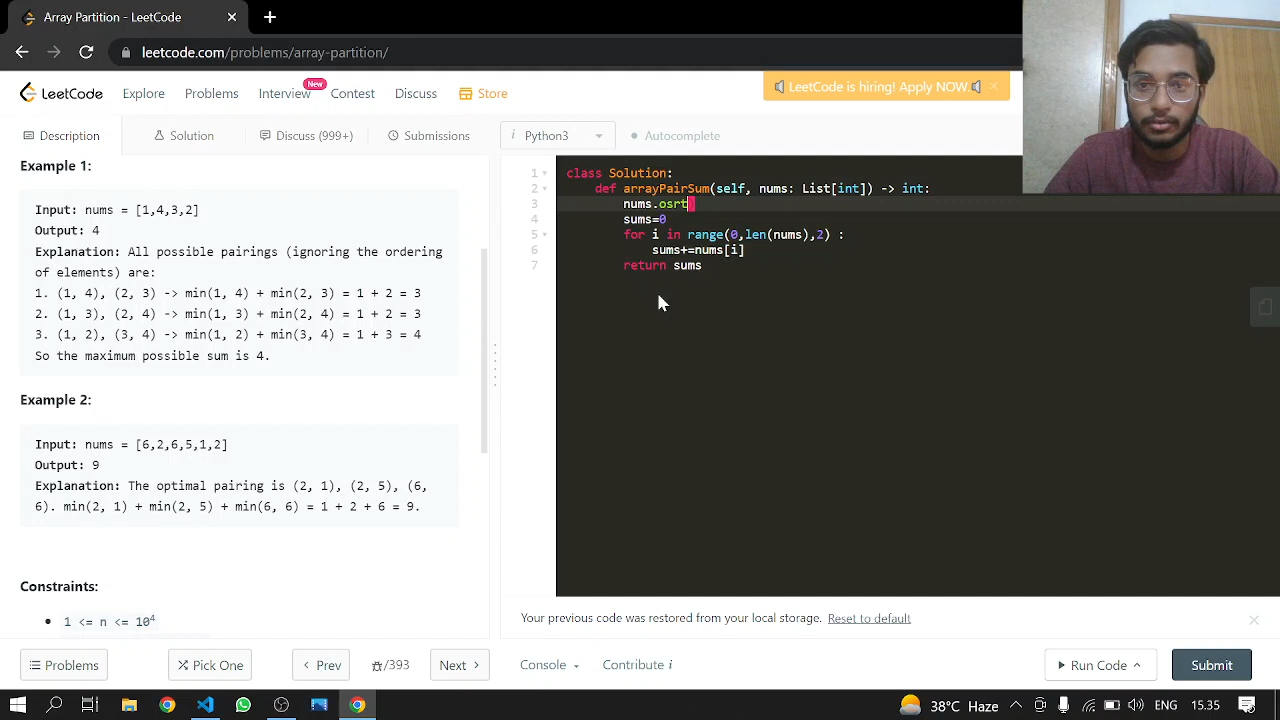 Array Partition - LeetCode
leetcode.com/problems/array-partition/
LeetCode
Explore
Problems
Interview
New
Contest
Discuss
Store
LeetCode is hiring! Apply NOW.
Description
Solution
Discuss (999+)
Submissions
i Python3
Autocomplete
Example 1:
Input: nums = [1,4,3,2]
Output: 4
Explanation: All possible pairings (ignoring the ordering
of elements) are:
1. (1, 4), (2, 3) -> min(1, 4) + min(2, 3) = 1 + 2 = 3
2. (1, 3), (2, 4) -> min(1, 3) + min(2, 4) = 1 + 2 = 3
3. (1, 2), (3, 4) -> min(1, 2) + min(3, 4) = 1 + 3 = 4
So the maximum possible sum is 4.
Example 2:
Input: nums = [6,2,6,5,1,2]
Output: 9
Explanation: The optimal pairing is (2, 1), (2, 5), (6,
6). min(2, 1) + min(2, 5) + min(6, 6) = 1 + 2 + 6 = 9.
Constraints:
1 <= n <= 10⁴
1 class Solution:
2 def arrayPairSum(self, nums: List[int]) -> int:
3 nums.osrt
4 sums=0
5 for i in range(0,len(nums),2) :
6 sums+=nums[i]
7 return sums
Your previous code was restored from your local storage. Reset to default
Problems
Pick One
Prev
/393
Next
Console
Contribute i
Run Code
Submit
38°C Haze
ENG
15.35